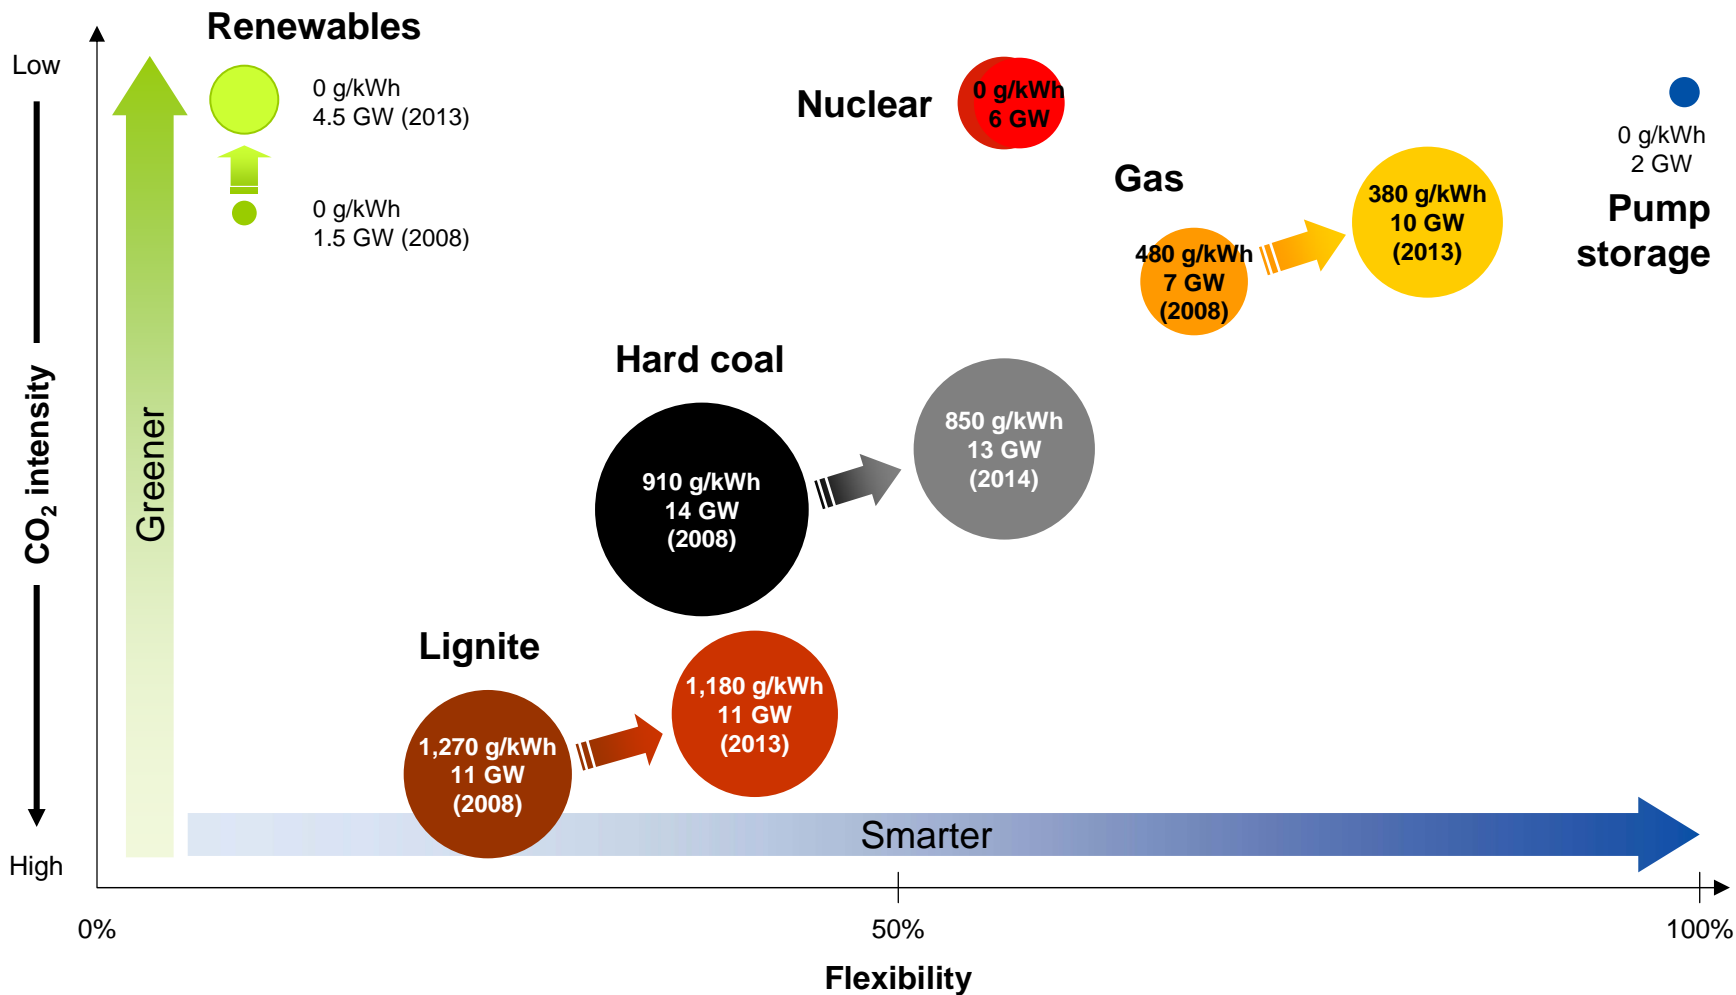 Renewables
Low
0 g/kWh
4.5 GW (2013)
0 g/kWh
1.5 GW (2008)
Nuclear
0 g/kWh
6 GW
0 g/kWh
2 GW
Pump
storage
Gas
480 g/kWh
7 GW
(2008)
380 g/kWh
10 GW
(2013)
Hard coal
910 g/kWh
14 GW
(2008)
850 g/kWh
13 GW
(2014)
CO₂ intensity
Greener
Lignite
1,270 g/kWh
11 GW
(2008)
1,180 g/kWh
11 GW
(2013)
Smarter
High
0%
50%
100%
Flexibility